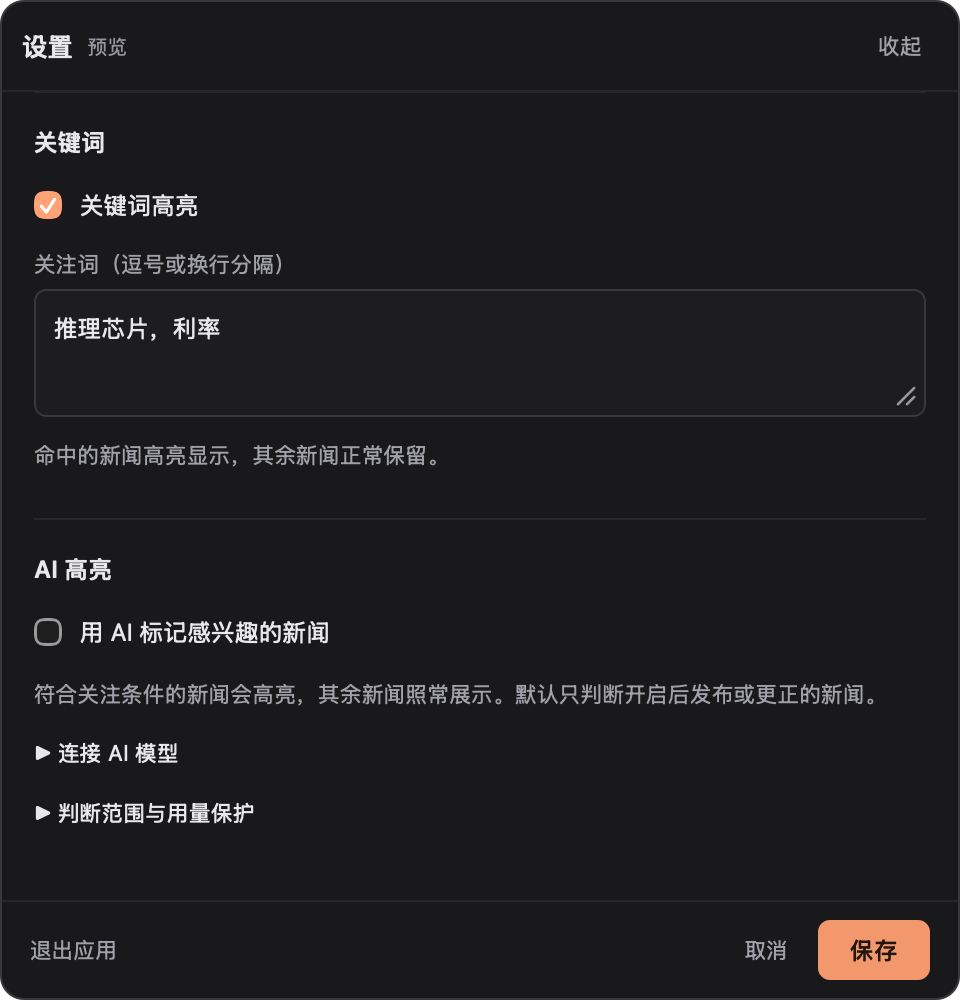 设置 预览 收起
关键词
关键词高亮
关注词（逗号或换行分隔）
推理芯片，利率
命中的新闻高亮显示，其余新闻正常保留。
AI 高亮
用 AI 标记感兴趣的新闻
符合关注条件的新闻会高亮，其余新闻照常展示。默认只判断开启后发布或更正的新闻。
连接 AI 模型
判断范围与用量保护
退出应用 取消 保存